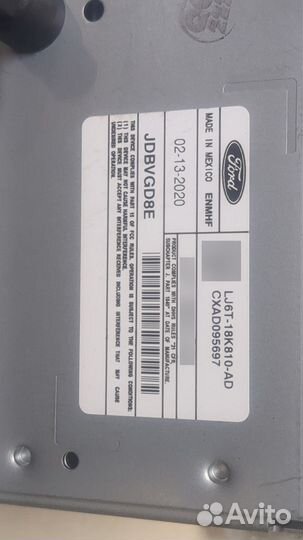 Ford
MADE IN MEXICO ENMHF
LJ6T-18K810-AD
CXAD095697
02-13-2020
PRODUCT COMPLIES WITH DHHS RULES "21 CFR,
SUBCHAPTER J, PART 1040" AT DATE OF MANUFACTURE.
JDBVGD8E
THIS DEVICE COMPLIES WITH PART 15 OF FCC RULES. OPERATION IS SUBJECT TO THE FOLLOWING CONDITIONS:
(1) THIS DEVICE MAY NOT CAUSE HARMFUL INTERFERENCE.
(2) THIS DEVICE MUST ACCEPT ANY INTERFERENCE RECEIVED INCLUDING INTERFERENCE THAT MAY CAUSE
UNDESIRED OPERATION.
Avito